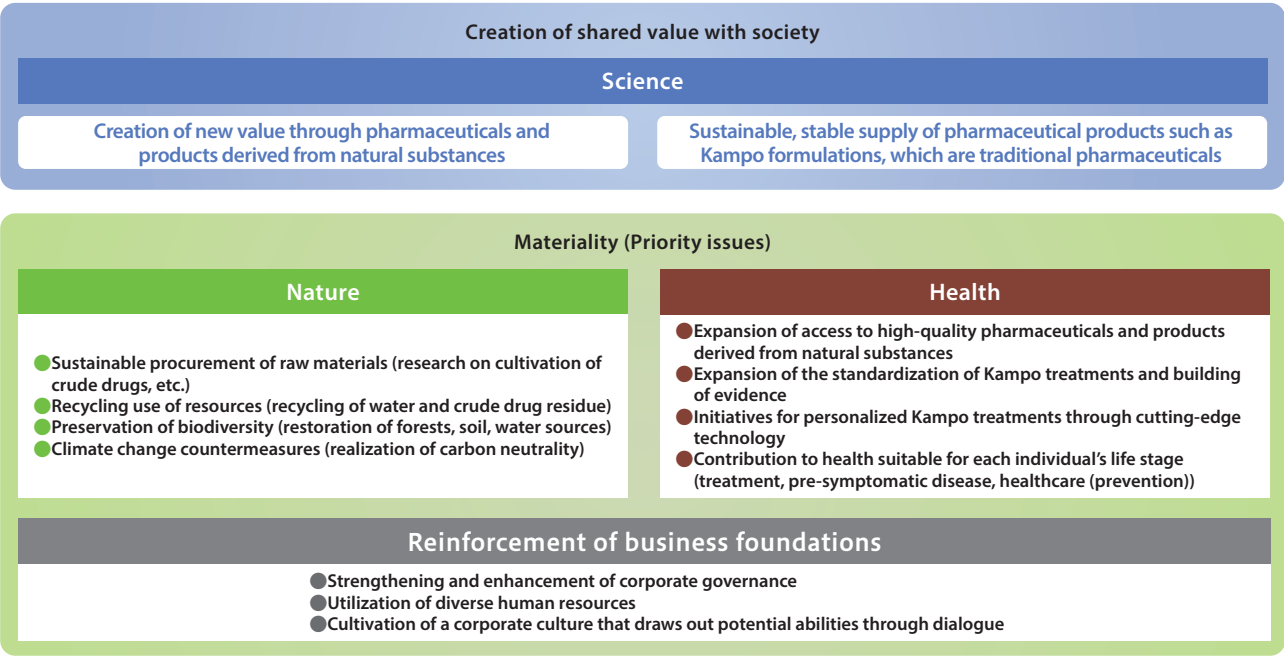 Creation of shared value with society
Science
Creation of new value through pharmaceuticals and
products derived from natural substances
Sustainable, stable supply of pharmaceutical products such as
Kampo formulations, which are traditional pharmaceuticals
Materiality (Priority issues)
Nature
●Sustainable procurement of raw materials (research on cultivation of
crude drugs, etc.)
●Recycling use of resources (recycling of water and crude drug residue)
●Preservation of biodiversity (restoration of forests, soil, water sources)
●Climate change countermeasures (realization of carbon neutrality)
Health
●Expansion of access to high-quality pharmaceuticals and products
derived from natural substances
●Expansion of the standardization of Kampo treatments and building
of evidence
●Initiatives for personalized Kampo treatments through cutting-edge
technology
●Contribution to health suitable for each individual’s life stage
(treatment, pre-symptomatic disease, healthcare (prevention))
Reinforcement of business foundations
●Strengthening and enhancement of corporate governance
●Utilization of diverse human resources
●Cultivation of a corporate culture that draws out potential abilities through dialogue